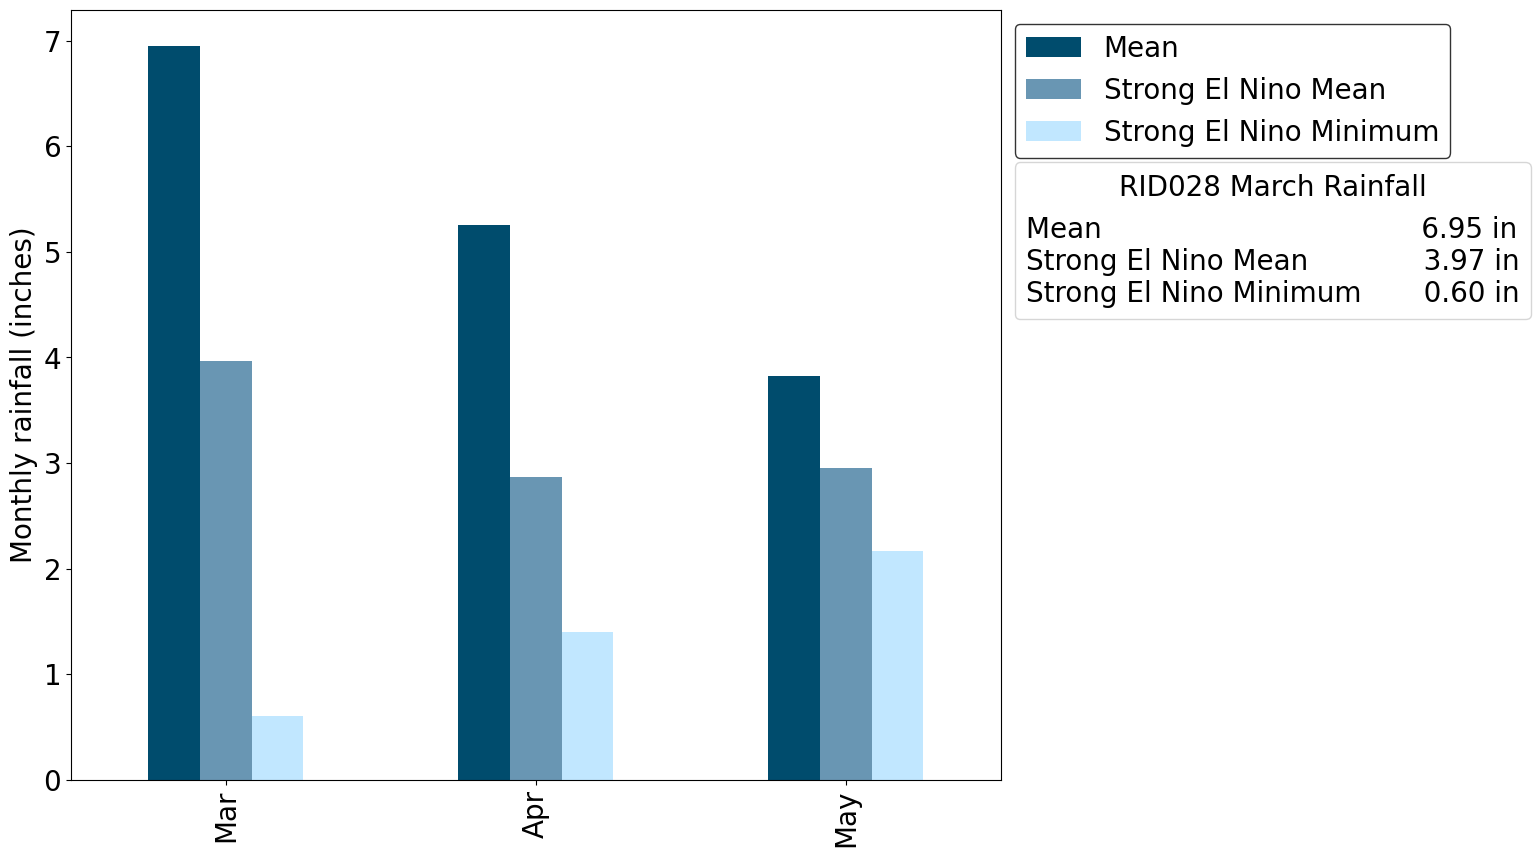 7
6
5
4
3
2
1
0
Monthly rainfall (inches)
Mar
Apr
May
Mean
Strong El Nino Mean
Strong El Nino Minimum
RID028 March Rainfall
Mean 6.95 in
Strong El Nino Mean 3.97 in
Strong El Nino Minimum 0.60 in